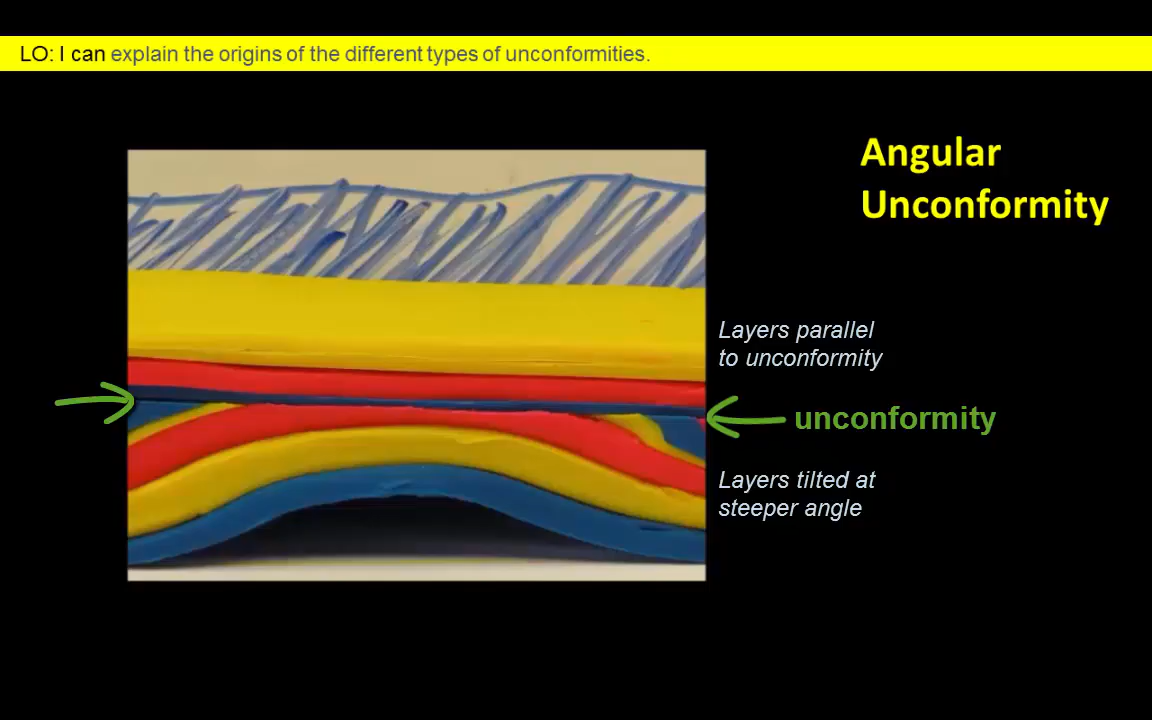 LO: I can explain the origins of the different types of unconformities.
Angular
Unconformity
Layers parallel
to unconformity
unconformity
Layers tilted at
steeper angle